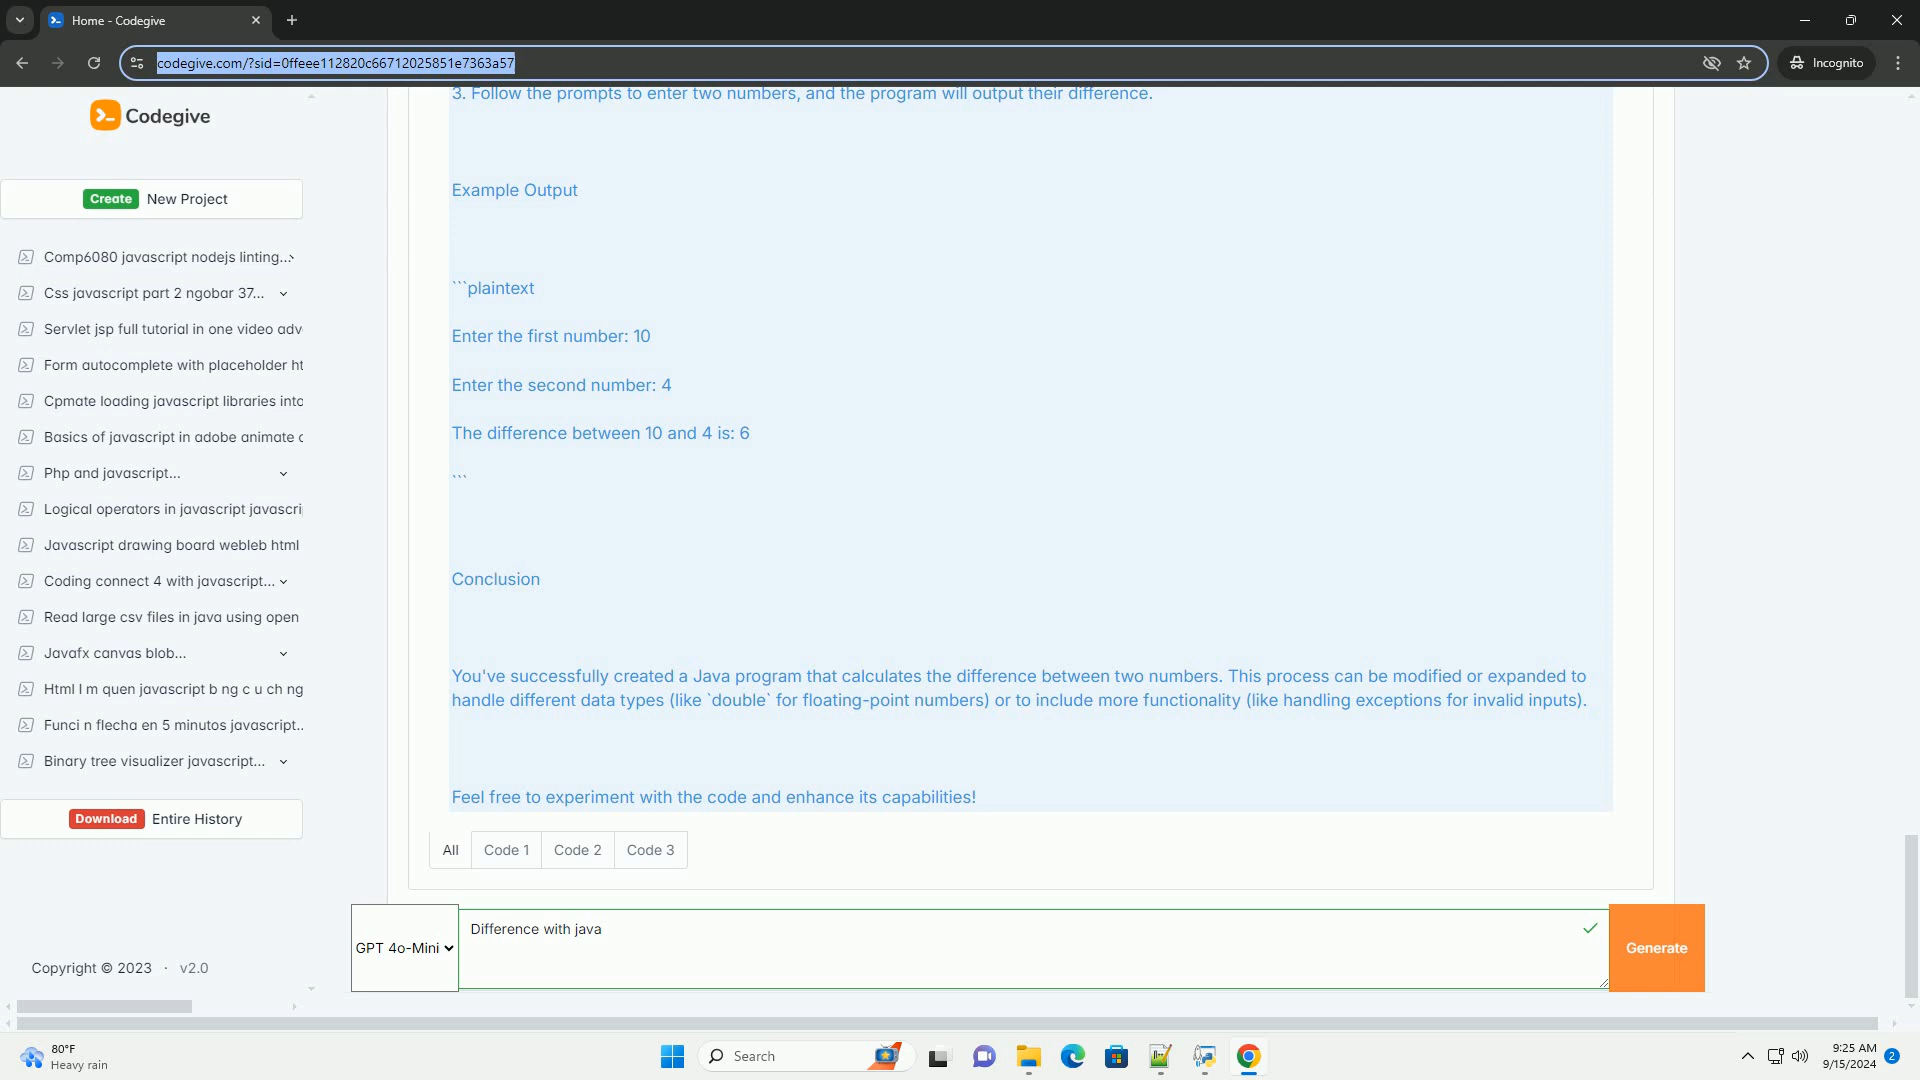 Home - Codegive
codegive.com/?sid=0ffeee112820c66712025851e7363a57
Incognito
Codegive
Create New Project
Comp6080 javascript nodejs linting...
Css javascript part 2 ngobar 37...
Servlet jsp full tutorial in one video adv
Form autocomplete with placeholder ht
Cpmate loading javascript libraries into
Basics of javascript in adobe animate c
Php and javascript...
Logical operators in javascript javascri
Javascript drawing board webleb html
Coding connect 4 with javascript...
Read large csv files in java using open
Javafx canvas blob...
Html l m quen javascript b ng c u ch ng
Funci n flecha en 5 minutos javascript..
Binary tree visualizer javascript...
Download Entire History
Copyright © 2023 · v2.0
3. Follow the prompts to enter two numbers, and the program will output their difference.
Example Output
```plaintext
Enter the first number: 10
Enter the second number: 4
The difference between 10 and 4 is: 6
```
Conclusion
You've successfully created a Java program that calculates the difference between two numbers. This process can be modified or expanded to
handle different data types (like `double` for floating-point numbers) or to include more functionality (like handling exceptions for invalid inputs).
Feel free to experiment with the code and enhance its capabilities!
All Code 1 Code 2 Code 3
GPT 4o-Mini
Difference with java
Generate
80°F
Heavy rain
Search
9:25 AM
9/15/2024
2